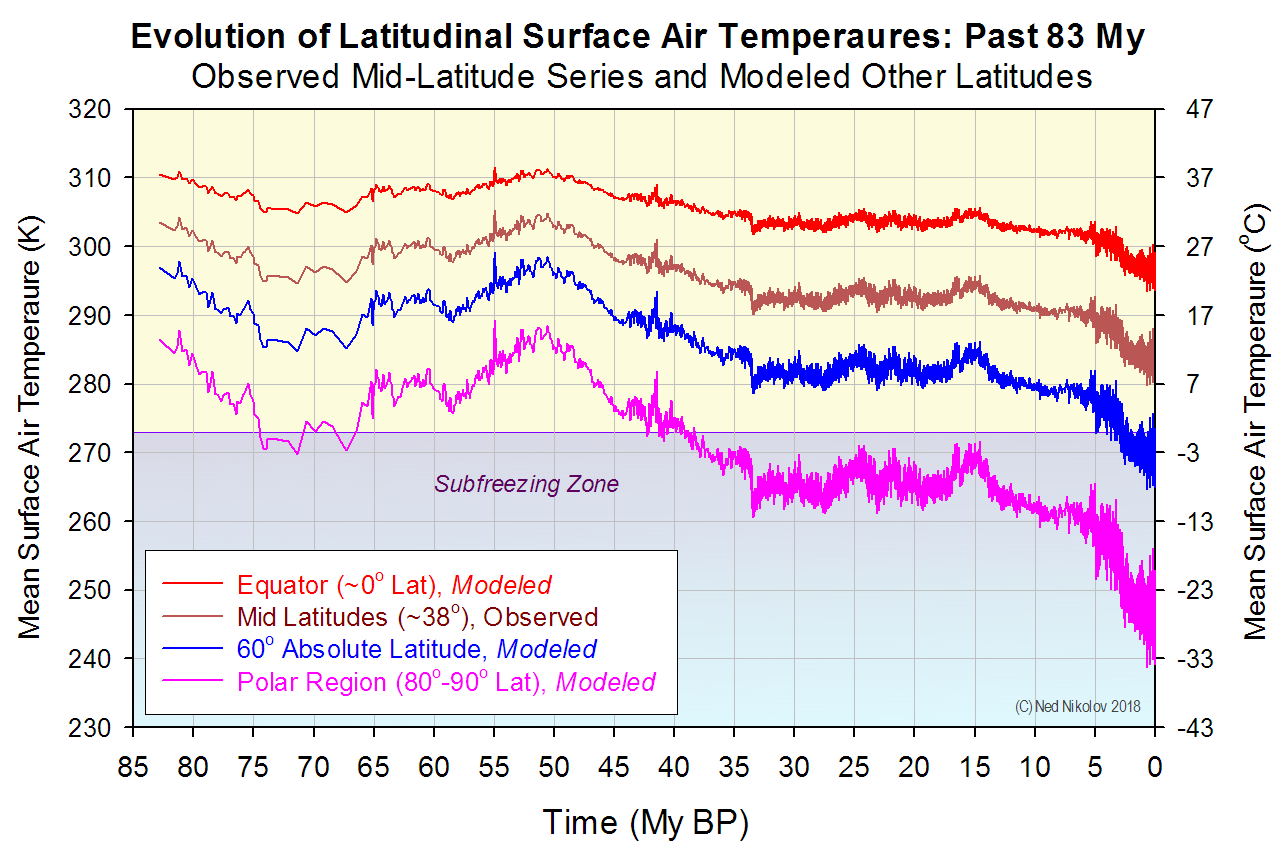 Evolution of Latitudinal Surface Air Temperaures: Past 83 My
Observed Mid-Latitude Series and Modeled Other Latitudes
Mean Surface Air Temperaure (K)
320
310
300
290
280
270
260
250
240
230
47
37
27
17
7
-3
-13
-23
-33
-43
Mean Surface Air Temperature (°C)
Subfreezing Zone
Equator (~0° Lat), Modeled
Mid Latitudes (~38°), Observed
60° Absolute Latitude, Modeled
Polar Region (80°-90° Lat), Modeled
(C) Ned Nikolov 2018
85 80 75 70 65 60 55 50 45 40 35 30 25 20 15 10 5 0
Time (My BP)